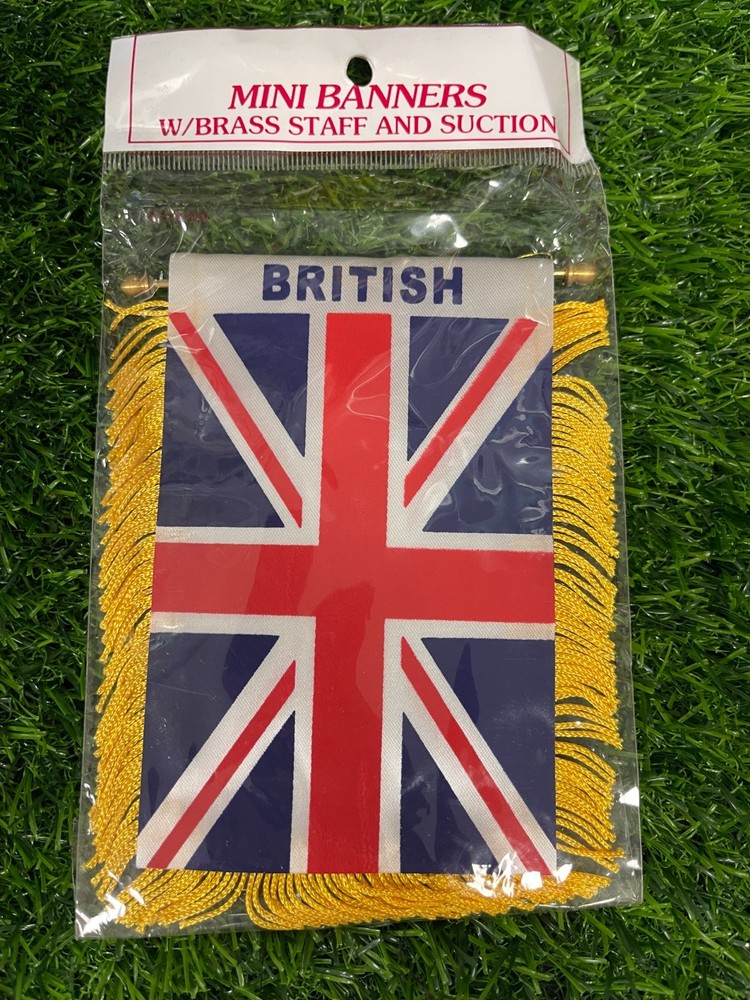 MINI BANNERS
W/BRASS STAFF AND SUCTION
BRITISH